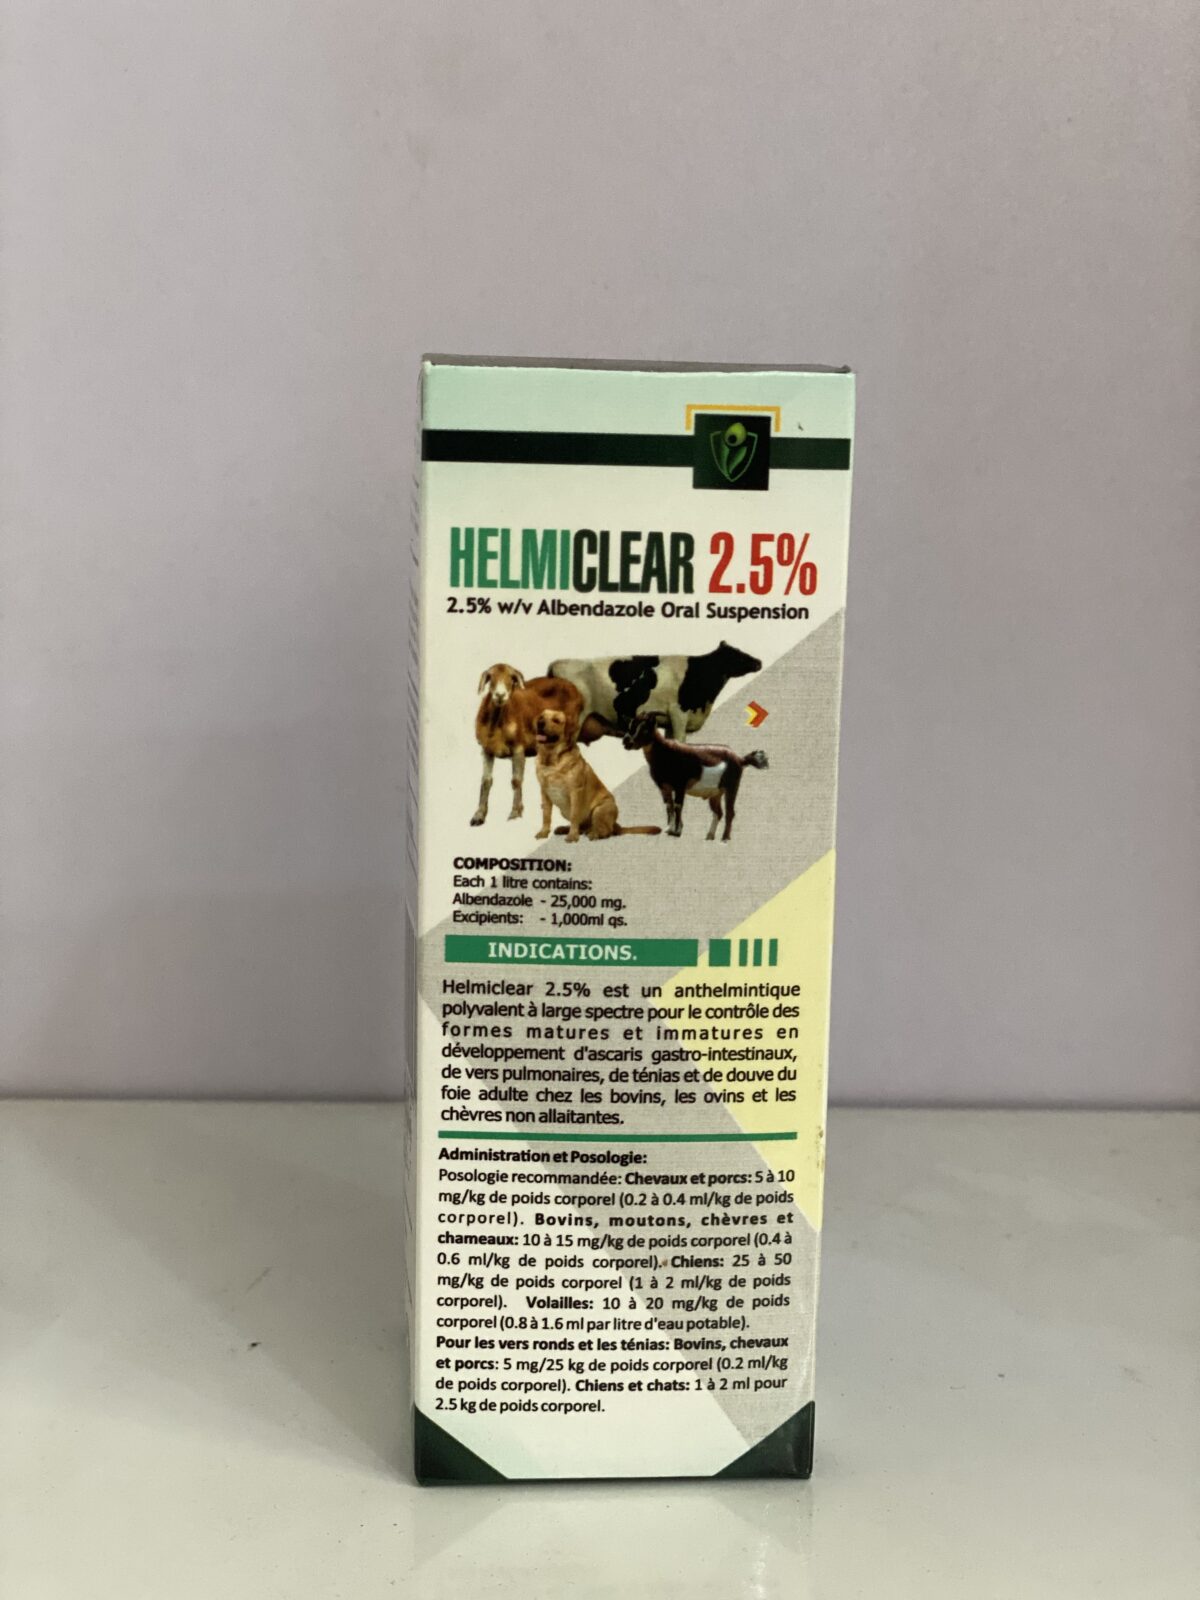 HELMICLEAR 2.5%
2.5% w/v Albendazole Oral Suspension
COMPOSITION:
Each 1 litre contains:
Albendazole - 25,000 mg.
Excipients: - 1,000ml qs.
INDICATIONS.
Helmiclear 2.5% est un anthelmintique
polyvalent à large spectre pour le contrôle des
formes matures et immatures en
développement d'ascaris gastro-intestinaux,
de vers pulmonaires, de ténias et de douve du
foie adulte chez les bovins, les ovins et les
chèvres non allaitantes.
Administration et Posologie:
Posologie recommandée: Chevaux et porcs: 5 à 10
mg/kg de poids corporel (0.2 à 0.4 ml/kg de poids
corporel). Bovins, moutons, chèvres et
chameaux: 10 à 15 mg/kg de poids corporel (0.4 à
0.6 ml/kg de poids corporel). Chiens: 25 à 50
mg/kg de poids corporel (1 à 2 ml/kg de poids
corporel). Volailles: 10 à 20 mg/kg de poids
corporel (0.8 à 1.6 ml par litre d'eau potable).
Pour les vers ronds et les ténias: Bovins, chevaux
et porcs: 5 mg/25 kg de poids corporel (0.2 ml/kg
de poids corporel). Chiens et chats: 1 à 2 ml pour
2.5 kg de poids corporel.